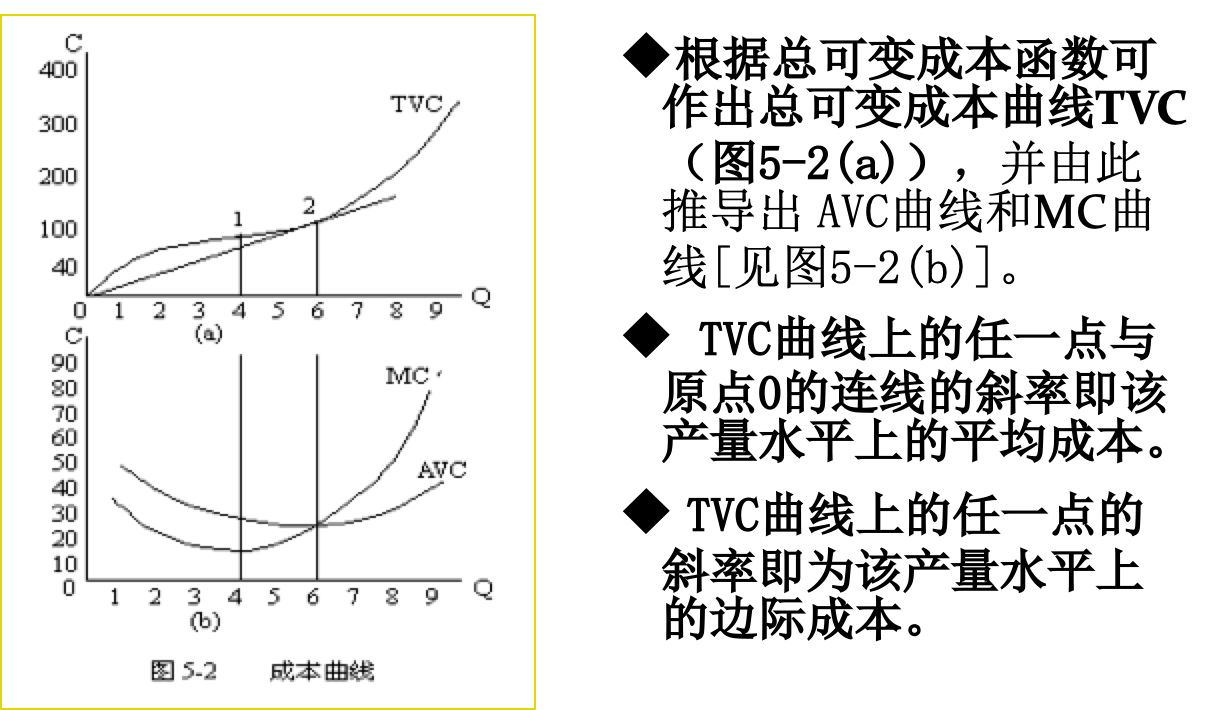 C
400
300
200
100
40
TVC
1
2
0 1 2 3 4 5 6 7 8 9 Q
(a)
C
90
80
70
60
50
40
30
20
10
0
MC
AVC
1 2 3 4 5 6 7 8 9 Q
(b)
图 5-2 成本曲线
◆根据总可变成本函数可
作出总可变成本曲线TVC
（图5-2(a)），并由此
推导出 AVC曲线和MC曲
线[见图5-2(b)]。
◆ TVC曲线上的任一点与
原点0的连线的斜率即该
产量水平上的平均成本。
◆ TVC曲线上的任一点的
斜率即为该产量水平上
的边际成本。